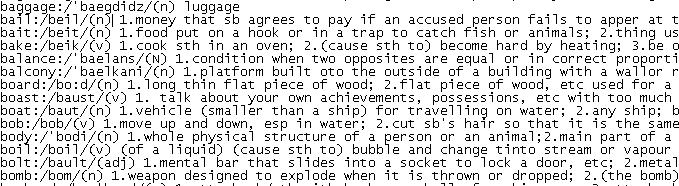 baggage:/'baegdidz/(n) luggage
bail:/beil/(n) 1.money that sb agrees to pay if an accused person fails to apper at t
bait:/beit/(n) 1.food put on a hook or in a trap to catch fish or animals; 2.thing us
bake:/beik/(v) 1.cook sth in an oven; 2.(cause sth to) become hard by heating; 3.be o
balance:/'baelans/(N) 1.condition when two opposites are equal or in correct proporti
balcony:/'baelkani/(n) 1.platform built oto the outside of a building with a wallor r
board:/bo:d/(n) 1.long thin flat piece of wood; 2.flat piece of wood, etc used for a
boast:/baust/(v) 1. talk about your own achievements, possessions, etc with too much
boat:/baut/(n) 1.vehicle (smaller than a ship) for travelling on water; 2.any ship; b
bob:/bob/(v) 1.move up and down, esp in water; 2.cut sb's hair so that it is the same
body:/'bodi/(n) 1.whole physical structure of a person or an animal;2.main part of a
boil:/boil/(v) (of a liquid) (cause sth to) bubble and change tinto stream or vapour
bolt:/bault/(adj) 1.mental bar that slides into a socket to lock a door, etc; 2.metal
bomb:/bom/(n) 1.weapon designed to explode when it is thrown or dropped; 2.(the bomb)